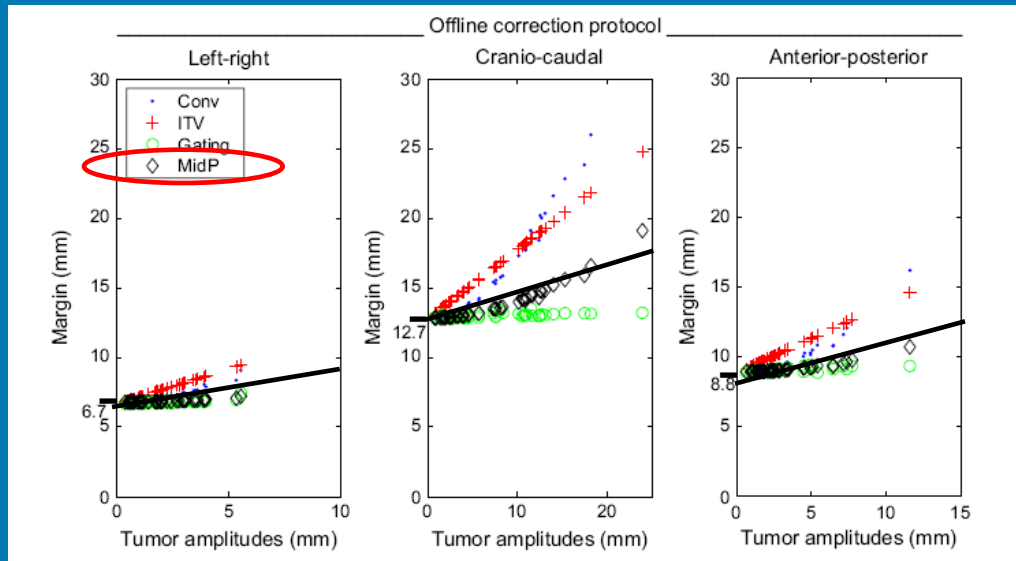 Offline correction protocol
Left-right
Cranio-caudal
Anterior-posterior
Conv
ITV
Gating
MidP
Margin (mm)
30
25
20
15
10
6.7
5
0
0
5
10
Tumor amplitudes (mm)
Margin (mm)
30
25
20
15
12.7
10
5
0
0
10
20
Tumor amplitudes (mm)
Margin (mm)
30
25
20
15
10
8.8
5
0
0
5
10
15
Tumor amplitudes (mm)